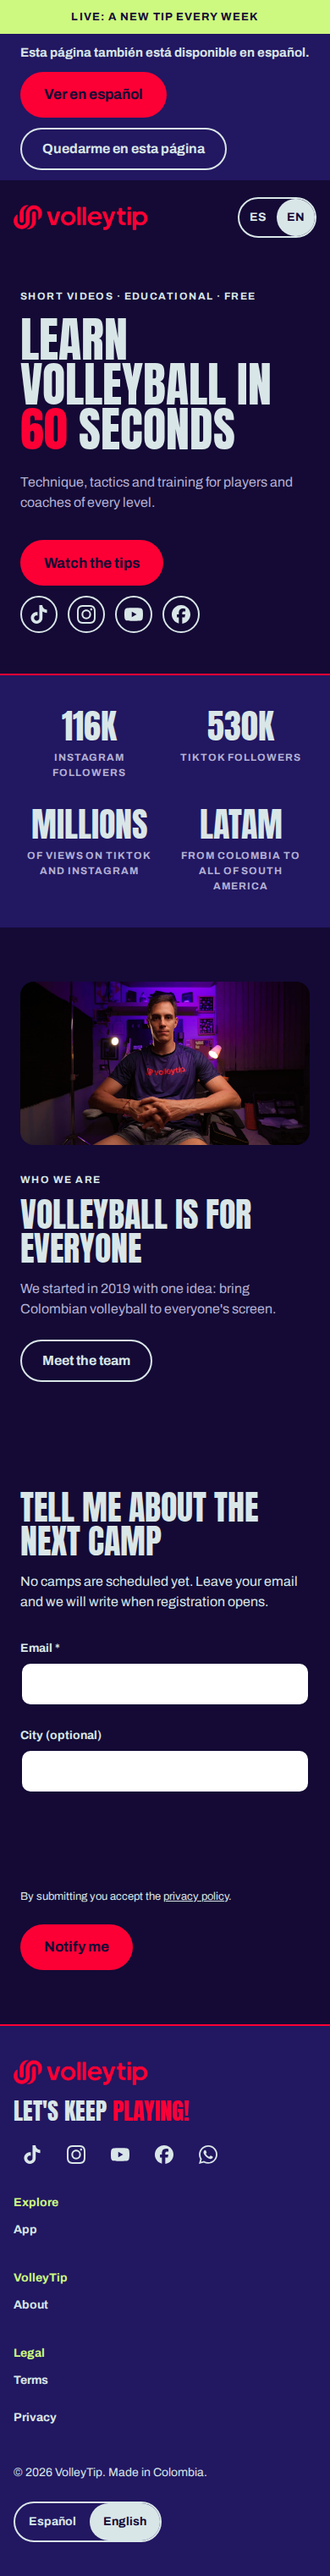 LIVE: A NEW TIP EVERY WEEK
Esta página también está disponible en español.
Ver en español
Quedarme en esta página
volleytip
ES EN
SHORT VIDEOS · EDUCATIONAL · FREE
LEARN
VOLLEYBALL IN
60 SECONDS
Technique, tactics and training for players and
coaches of every level.
Watch the tips
116K
INSTAGRAM
FOLLOWERS
530K
TIKTOK FOLLOWERS
MILLIONS
OF VIEWS ON TIKTOK
AND INSTAGRAM
LATAM
FROM COLOMBIA TO
ALL OF SOUTH
AMERICA
volleytip
WHO WE ARE
VOLLEYBALL IS FOR
EVERYONE
We started in 2019 with one idea: bring
Colombian volleyball to everyone's screen.
Meet the team
TELL ME ABOUT THE
NEXT CAMP
No camps are scheduled yet. Leave your email
and we will write when registration opens.
Email *
City (optional)
By submitting you accept the privacy policy.
Notify me
volleytip
LET'S KEEP PLAYING!
Explore
App
VolleyTip
About
Legal
Terms
Privacy
© 2026 VolleyTip. Made in Colombia.
Español English